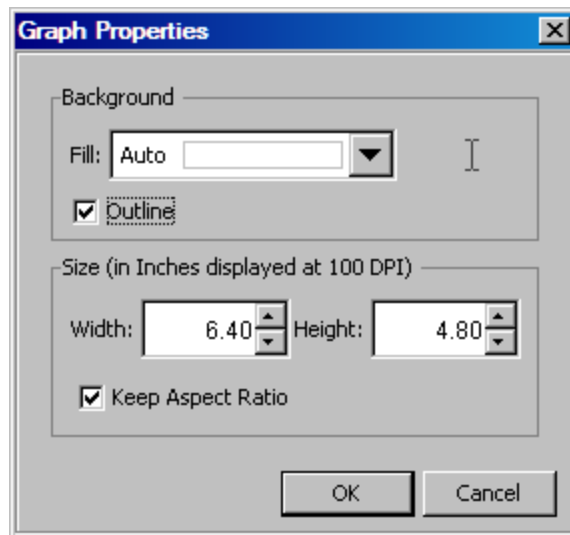 Graph Properties
Background
Fill: Auto
Outline
Size (in Inches displayed at 100 DPI)
Width: 6.40 Height: 4.80
Keep Aspect Ratio
OK Cancel